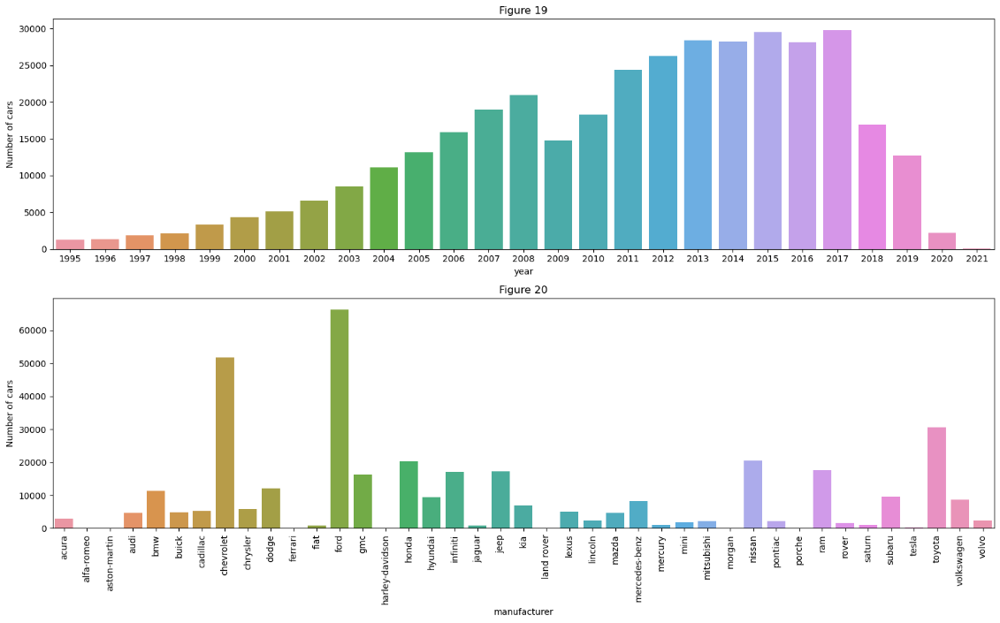 Figure 19
30000
25000
20000
15000
10000
5000
0
Number of cars
1995 1996 1997 1998 1999 2000 2001 2002 2003 2004 2005 2006 2007 2008 2009 2010 2011 2012 2013 2014 2015 2016 2017 2018 2019 2020 2021
year
Figure 20
60000
50000
40000
30000
20000
10000
0
Number of cars
acura
alfa-romeo
aston-martin
audi
bmw
buick
cadillac
chevrolet
chrysler
dodge
ferrari
fiat
ford
gmc
harley-davidson
honda
hyundai
infiniti
jaguar
jeep
kia
land rover
lexus
lincoln
mazda
mercedes-benz
mercury
mini
mitsubishi
morgan
nissan
pontiac
porche
ram
rover
saturn
subaru
tesla
toyota
volkswagen
volvo
manufacturer